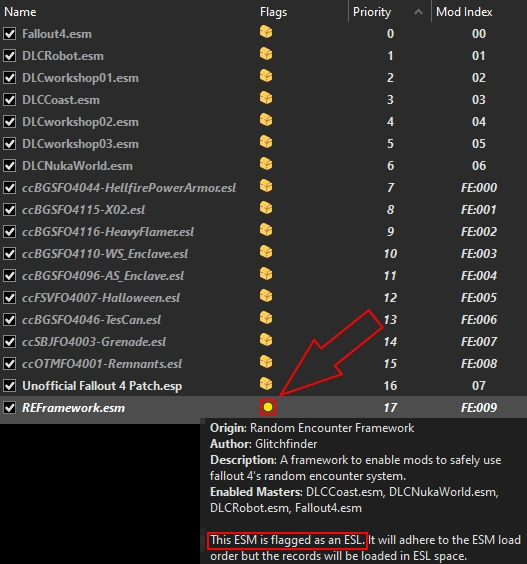 Name Flags Priority Mod Index
Fallout4.esm 0 00
DLCRobot.esm 1 01
DLCworkshop01.esm 2 02
DLCCoast.esm 3 03
DLCworkshop02.esm 4 04
DLCworkshop03.esm 5 05
DLCNukaWorld.esm 6 06
ccBGSFO4044-HellfirePowerArmor.esl 7 FE:000
ccBGSFO4115-X02.esl 8 FE:001
ccBGSFO4116-HeavyFlamer.esl 9 FE:002
ccBGSFO4110-WS_Enclave.esl 10 FE:003
ccBGSFO4096-AS_Enclave.esl 11 FE:004
ccFSVFO4007-Halloween.esl 12 FE:005
ccBGSFO4046-TesCan.esl 13 FE:006
ccSBJFO4003-Grenade.esl 14 FE:007
ccOTMFO4001-Remnants.esl 15 FE:008
Unofficial Fallout 4 Patch.esp 16 07
REFramework.esm 17 FE:009
Origin: Random Encounter Framework
Author: Glitchfinder
Description: A framework to enable mods to safely use
fallout 4's random encounter system.
Enabled Masters: DLCCoast.esm, DLCNukaWorld.esm,
DLCRobot.esm, Fallout4.esm
This ESM is flagged as an ESL. It will adhere to the ESM load
order but the records will be loaded in ESL space.